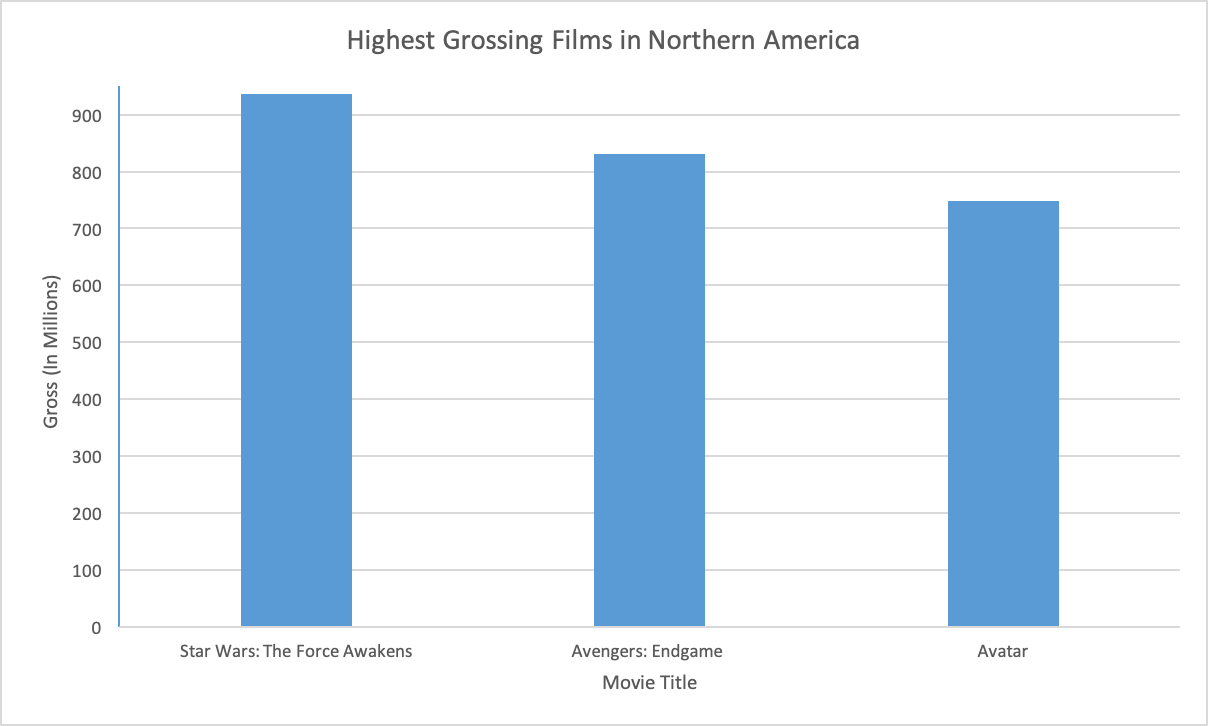 Highest Grossing Films in Northern America
900
800
700
600
500
400
300
200
100
0
Gross (In Millions)
Star Wars: The Force Awakens
Avengers: Endgame
Avatar
Movie Title